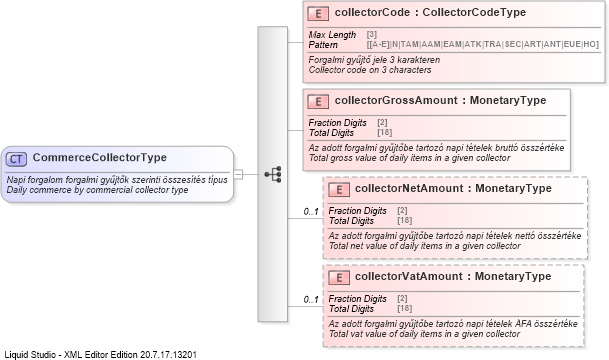 E collectorCode : CollectorCodeType
Max Length [3]
Pattern [[A-E]|N|TAM|AAM|EAM|ATK|TRA|SEC|ART|ANT|EUE|HO]
Forgalmi gyűjtő jele 3 karakteren
Collector code on 3 characters
E collectorGrossAmount : MonetaryType
Fraction Digits [2]
Total Digits [18]
Az adott forgalmi gyűjtőbe tartozó napi tételek bruttó összértéke
Total gross value of daily items in a given collector
CT CommerceCollectorType
Napi forgalom forgalmi gyűjtők szerinti összesítés típus
Daily commerce by commercial collector type
0..1
E collectorNetAmount : MonetaryType
Fraction Digits [2]
Total Digits [18]
Az adott forgalmi gyűjtőbe tartozó napi tételek nettó összértéke
Total net value of daily items in a given collector
0..1
E collectorVatAmount : MonetaryType
Fraction Digits [2]
Total Digits [18]
Az adott forgalmi gyűjtőbe tartozó napi tételek ÁFA összértéke
Total vat value of daily items in a given collector
Liquid Studio - XML Editor Edition 20.7.17.13201